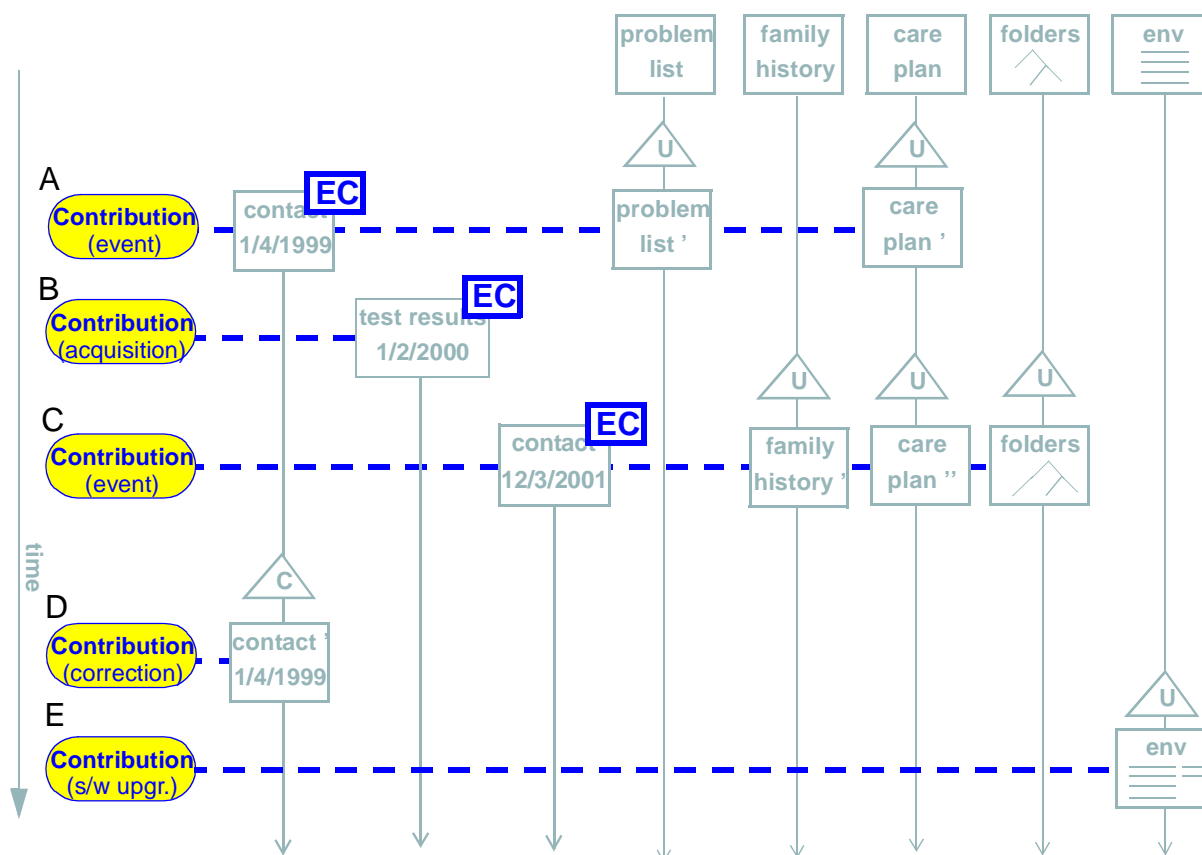 problem
list
family
history
care
plan
folders
env
U
U
A
Contribution
(event)
contact
1/4/1999
EC
problem
list ’
care
plan ’
B
Contribution
(acquisition)
test results
1/2/2000
EC
U
U
U
C
Contribution
(event)
contact
12/3/2001
EC
family
history ’
care
plan ’’
folders
time
C
D
Contribution
(correction)
contact ’
1/4/1999
U
E
Contribution
(s/w upgr.)
env